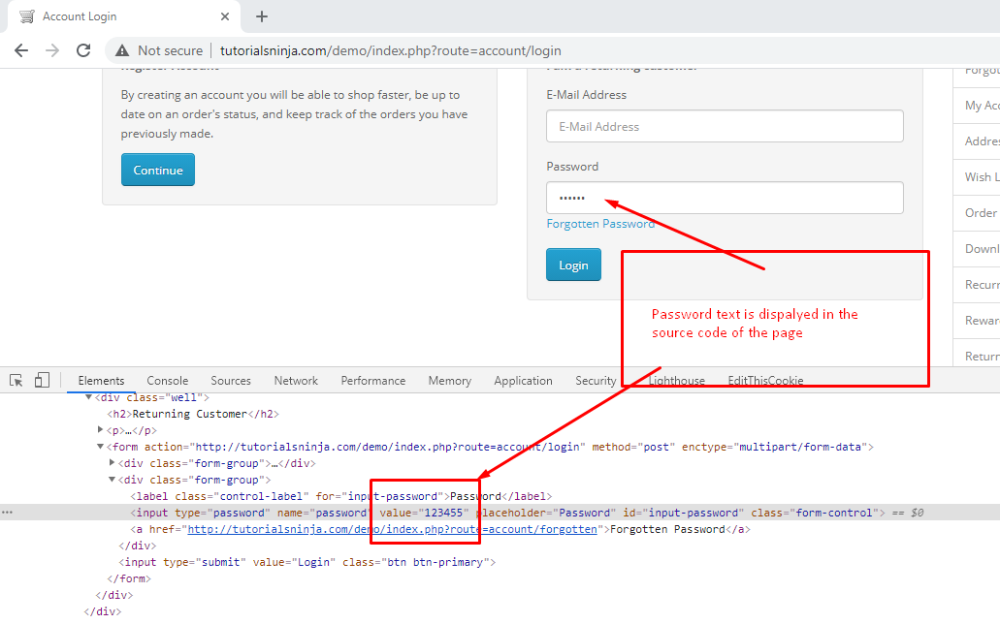 Account Login
Not secure
tutorialsninja.com/demo/index.php?route=account/login
By creating an account you will be able to shop faster, be up to
date on an order's status, and keep track of the orders you have
previously made.
Continue
E-Mail Address
E-Mail Address
Password
••••••
Forgotten Password
Login
My Acc
Addres
Wish L
Order
Downl
Recurr
Rewar
Return
Password text is dispalyed in the
source code of the page
Elements Console Sources Network Performance Memory Application Security Lighthouse EditThisCookie
<div class="well">
<h2>Returning Customer</h2>
<p>…</p>
<form action="http://tutorialsninja.com/demo/index.php?route=account/login" method="post" enctype="multipart/form-data">
<div class="form-group">…</div>
<div class="form-group">
<label class="control-label" for="input-password">Password</label>
<input type="password" name="password" value="123455" placeholder="Password" id="input-password" class="form-control"> == $0
<a href="http://tutorialsninja.com/demo/index.php?route=account/forgotten">Forgotten Password</a>
</div>
<input type="submit" value="Login" class="btn btn-primary">
</form>
</div>
</div>